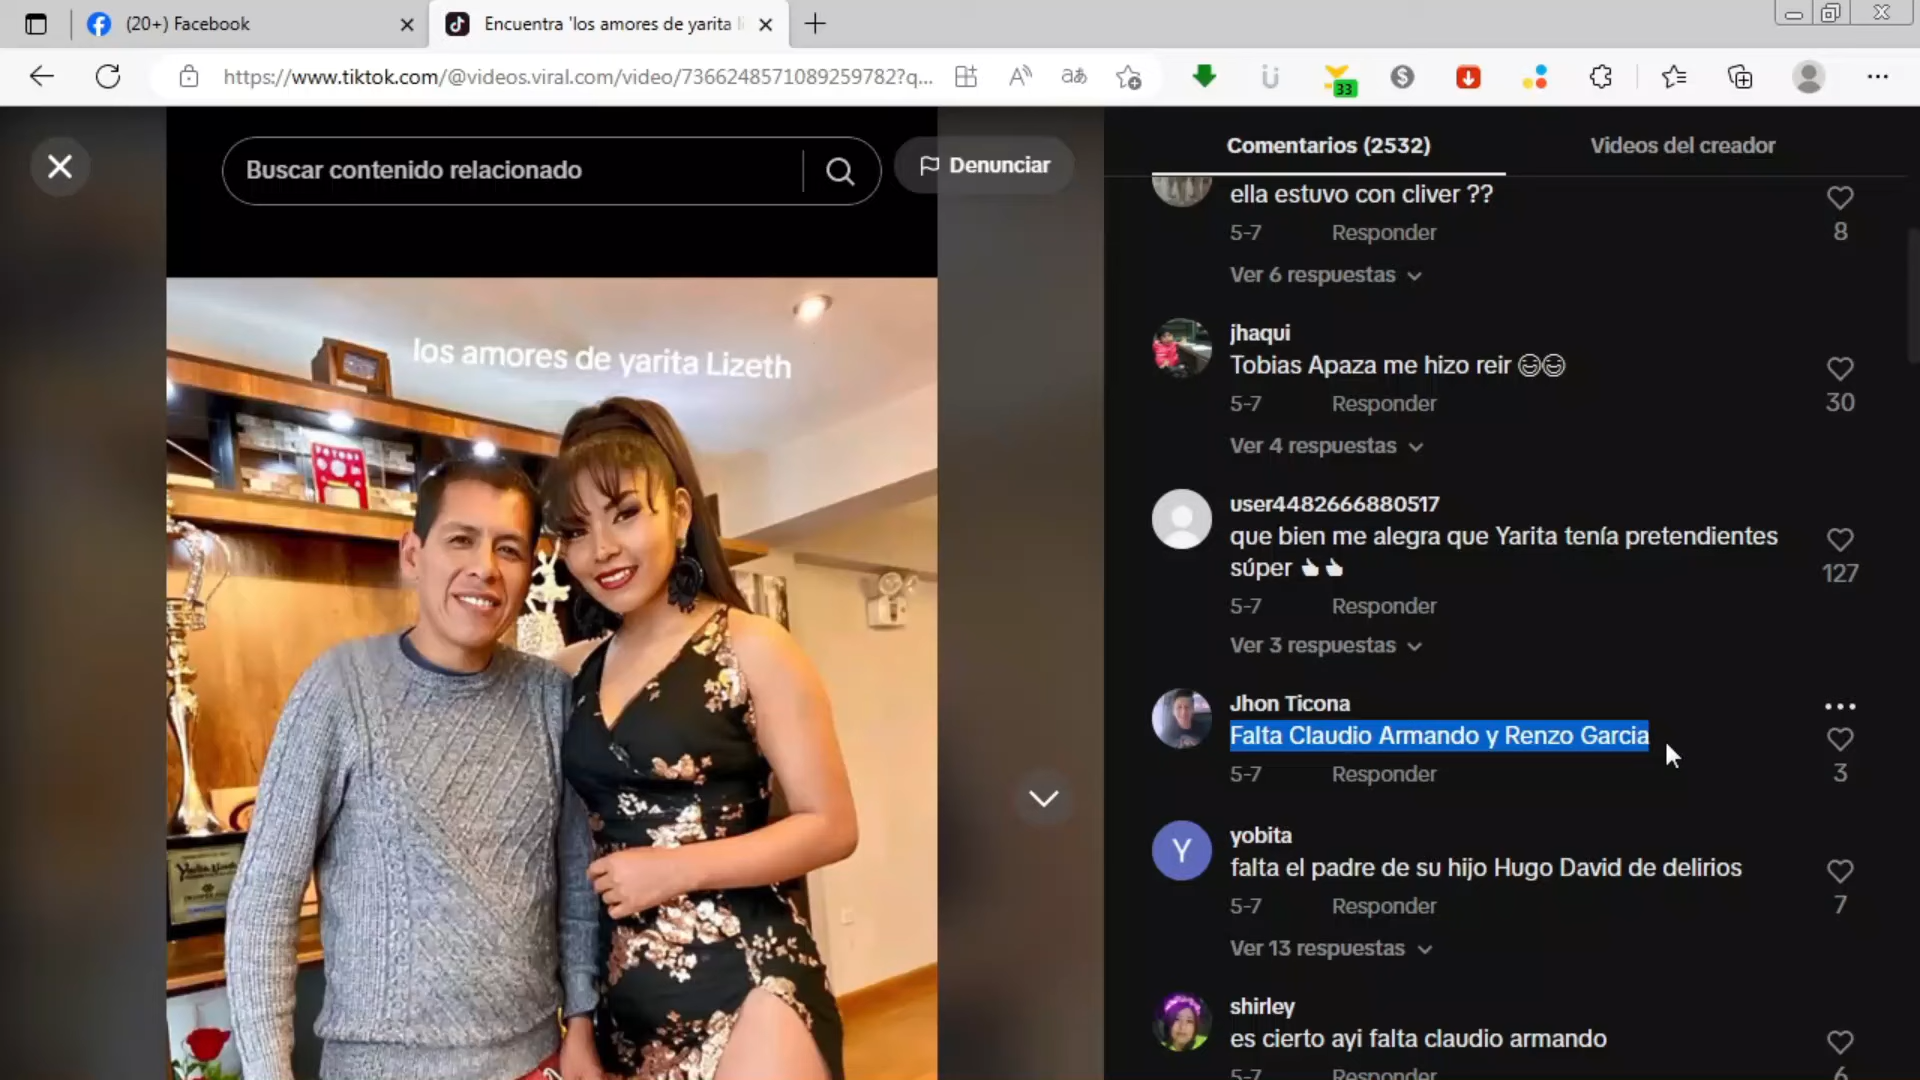 (20+) Facebook
Encuentra 'los amores de yarita
https://www.tiktok.com/@videos.viral.com/video/7366248571089259782?q...
33
Buscar contenido relacionado
Denunciar
los amores de yarita Lizeth
Comentarios (2532)
Videos del creador
ella estuvo con cliver ??
5-7 Responder
8
Ver 6 respuestas
jhaqui
Tobias Apaza me hizo reir 😄😄
5-7 Responder
30
Ver 4 respuestas
user4482666880517
que bien me alegra que Yarita tenía pretendientes
súper 👍👍
127
5-7 Responder
Ver 3 respuestas
Jhon Ticona
Falta Claudio Armando y Renzo Garcia
5-7 Responder
3
Y
yobita
falta el padre de su hijo Hugo David de delirios
5-7 Responder
7
Ver 13 respuestas
shirley
es cierto ayi falta claudio armando
5-7 Responder
6